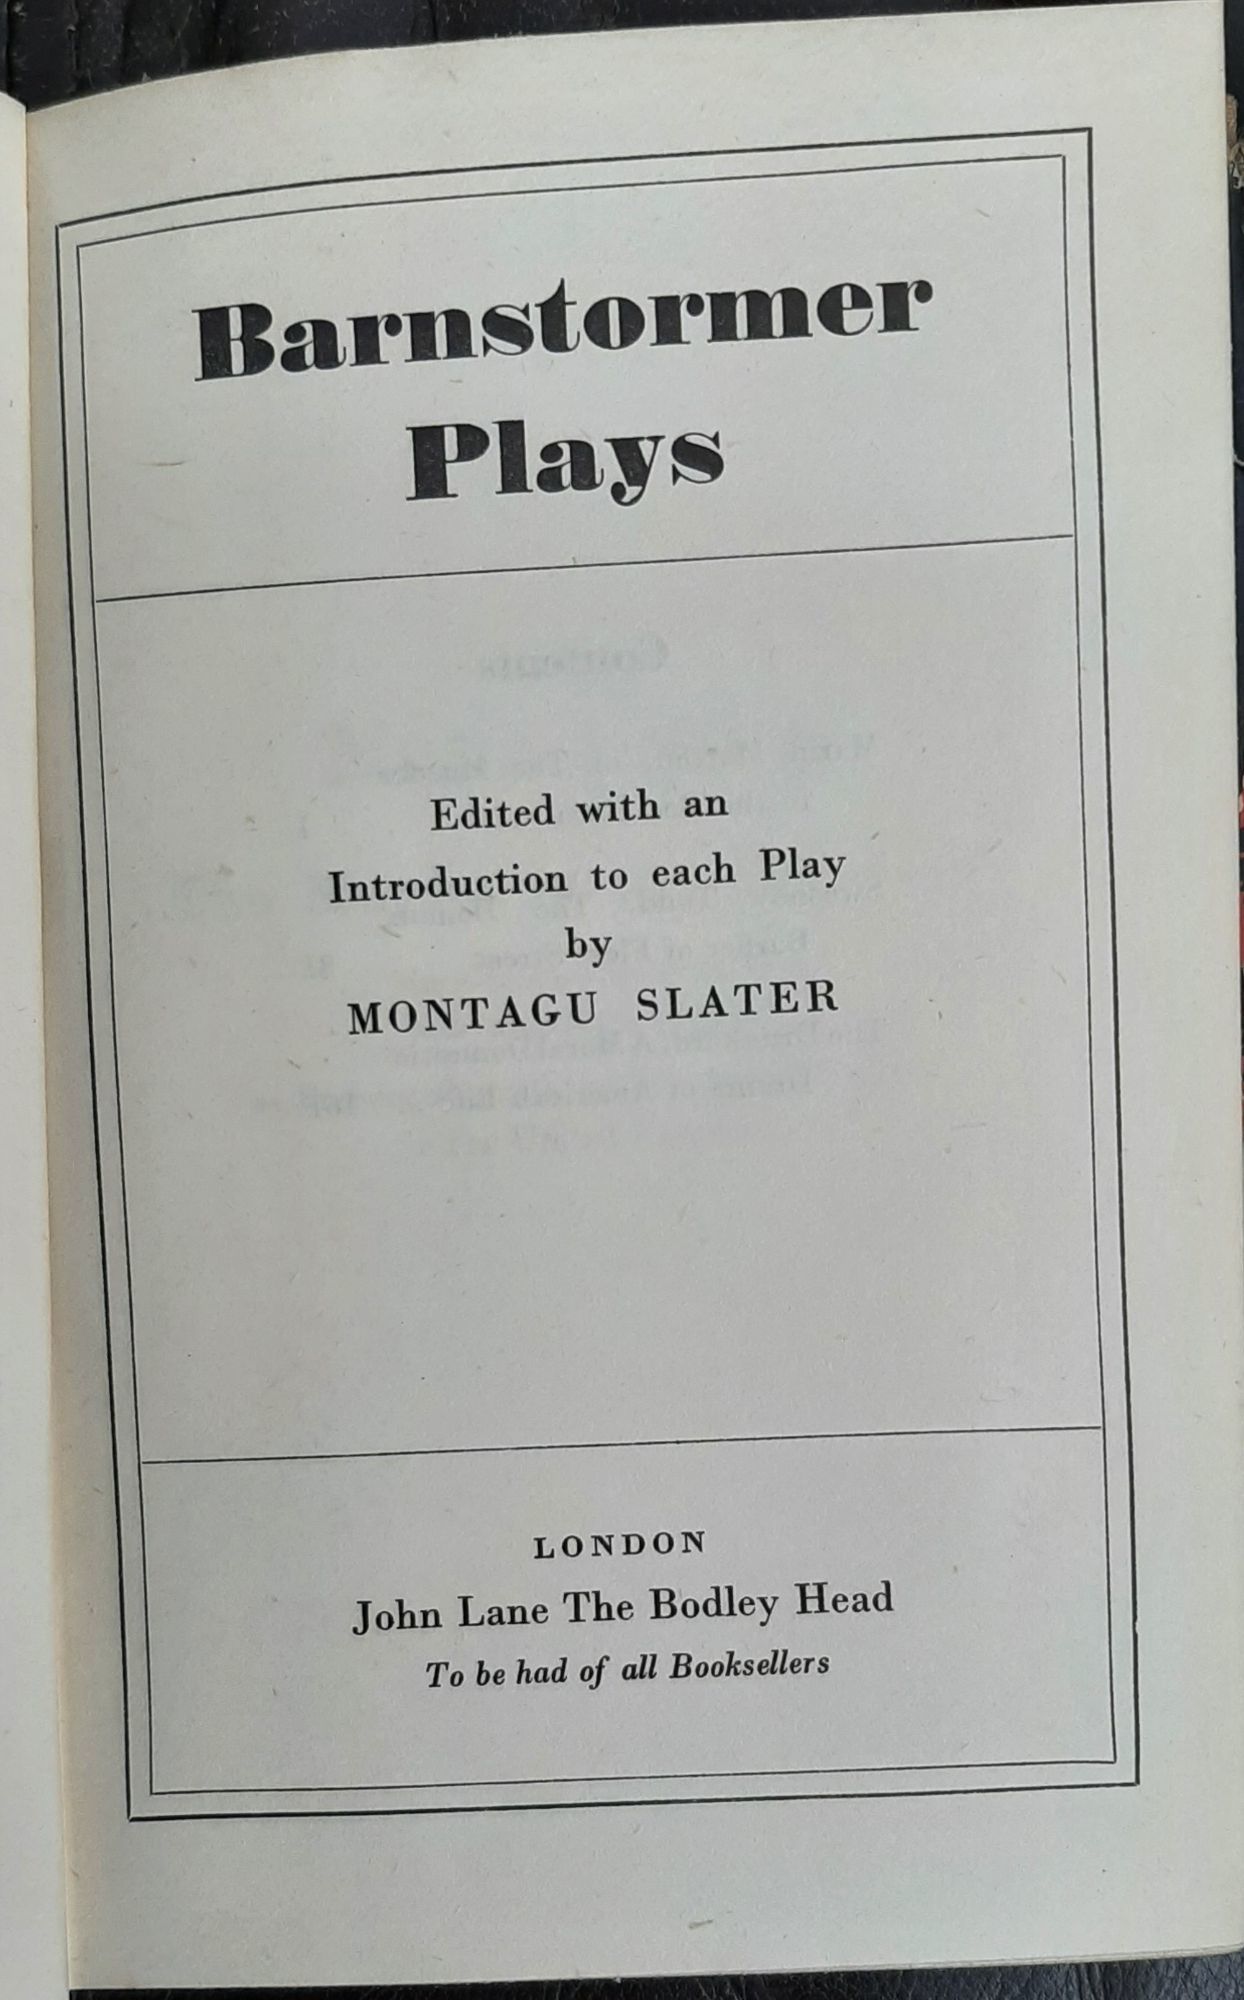 Barnstormer
Plays
Edited with an
Introduction to each Play
by
MONTAGU SLATER
LONDON
John Lane The Bodley Head
To be had of all Booksellers